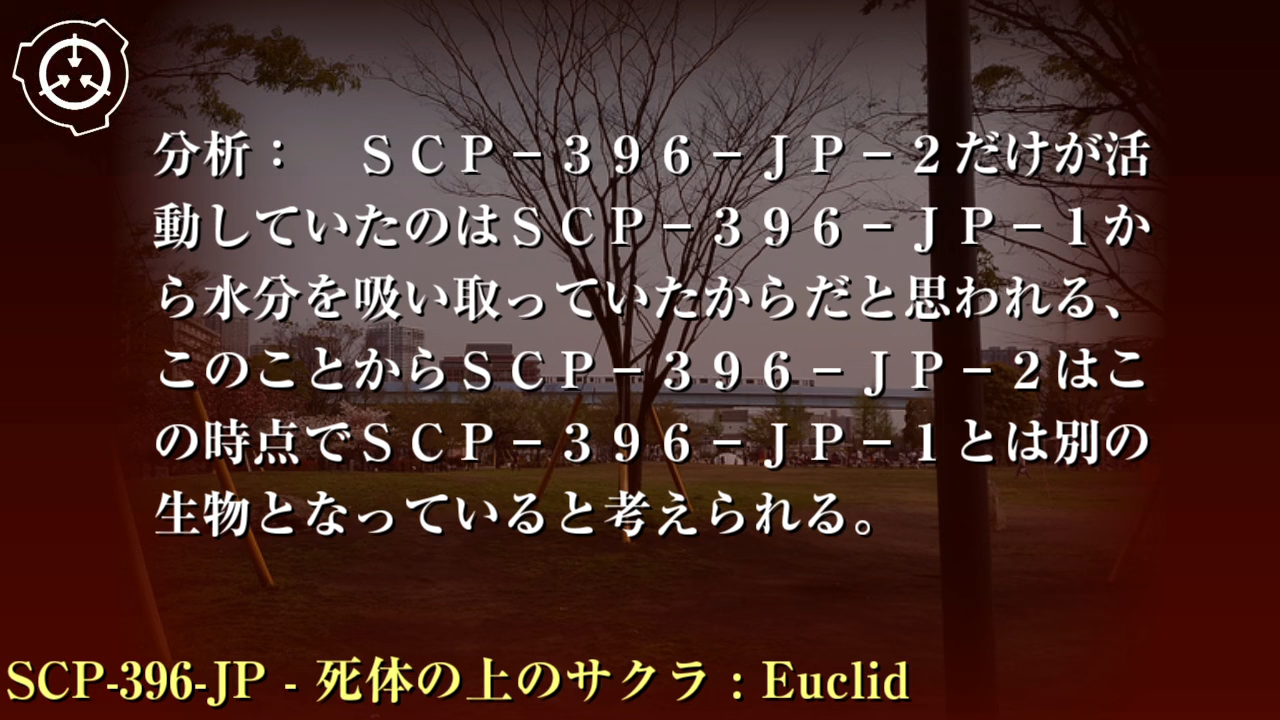 分析：　ＳＣＰ－３９６－ＪＰ－２だけが活
動していたのはＳＣＰ－３９６－ＪＰ－１か
ら水分を吸い取っていたからだと思われる、
このことからＳＣＰ－３９６－ＪＰ－２はこ
の時点でＳＣＰ－３９６－ＪＰ－１とは別の
生物となっていると考えられる。
SCP-396-JP - 死体の上のサクラ : Euclid